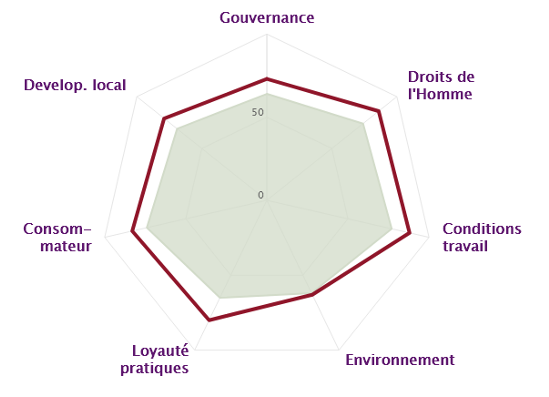 Gouvernance
Develop. local
Droits de
l'Homme
50
0
Consom–
mateur
Conditions
travail
Loyauté
pratiques
Environnement